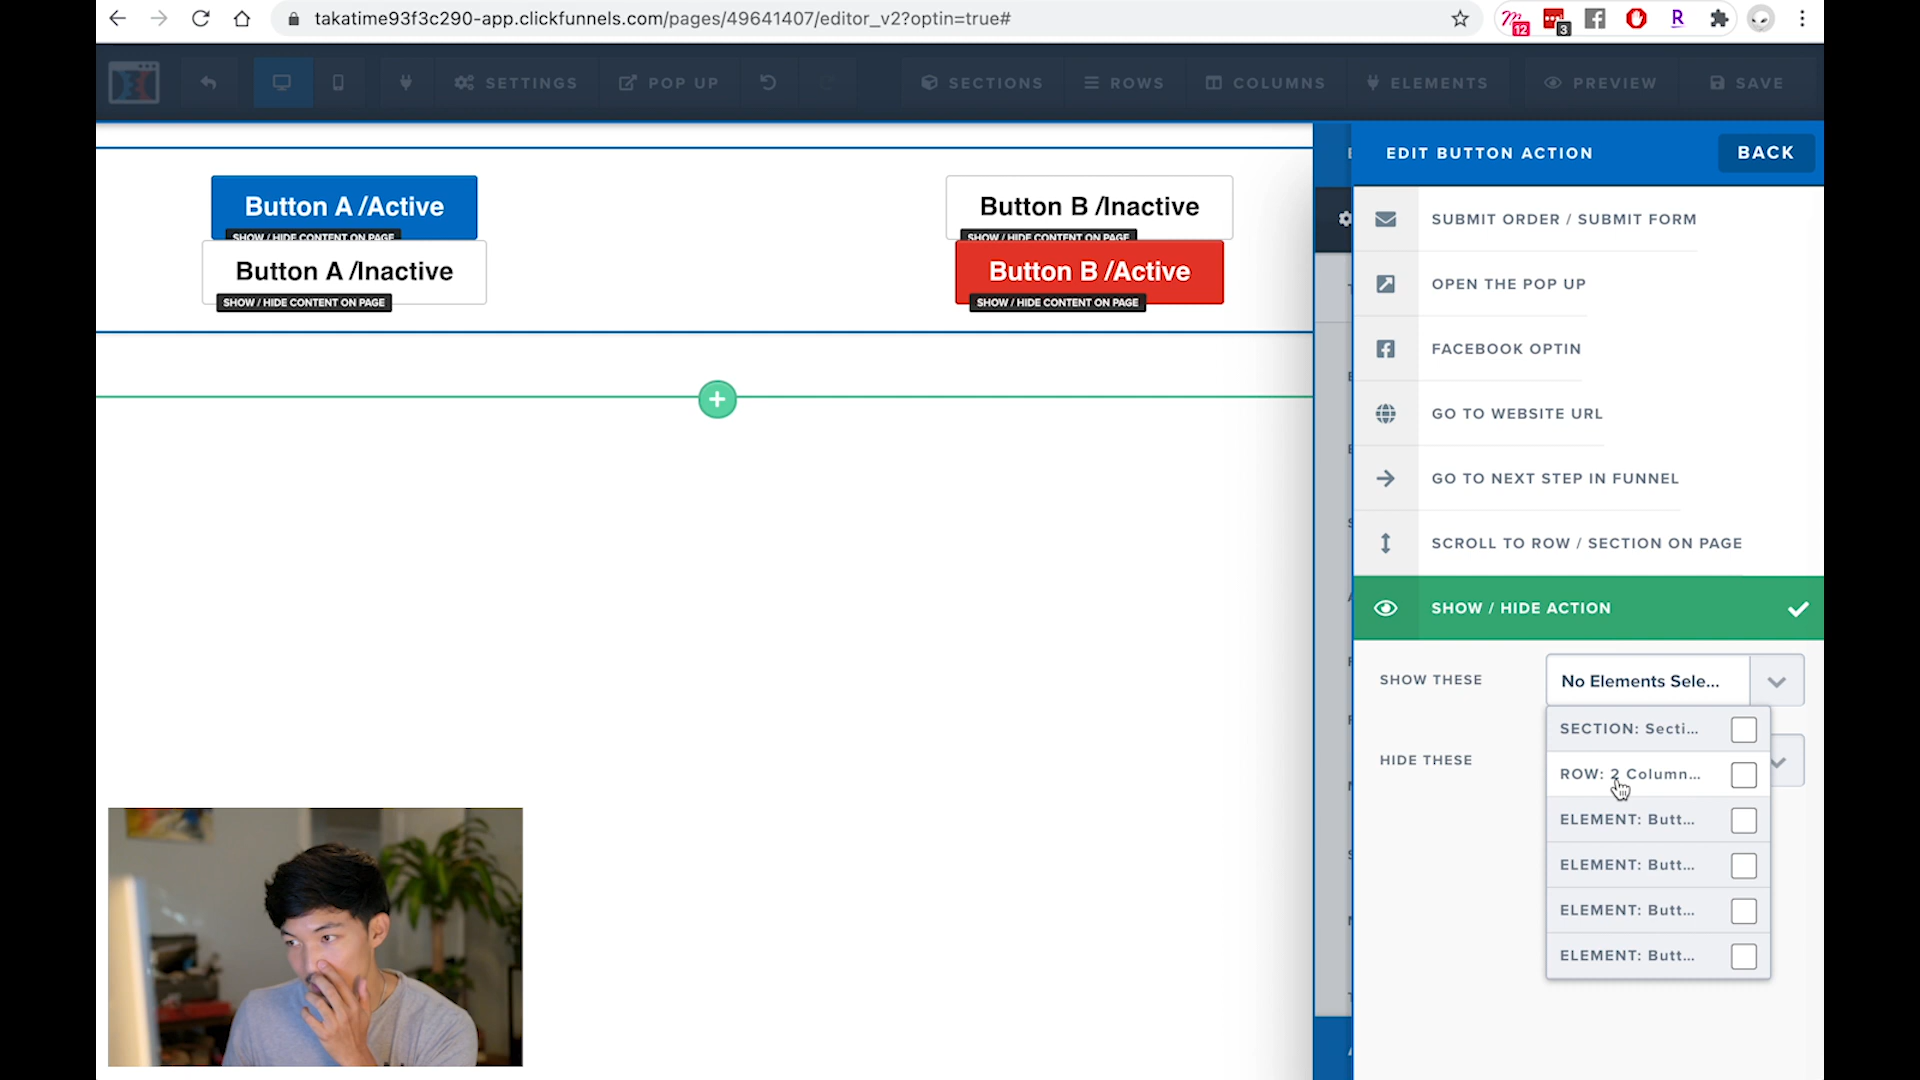 takatime93f3c290-app.clickfunnels.com/pages/49641407/editor_v2?optin=true#
12
3
R
SETTINGS
POP UP
SECTIONS
ROWS
COLUMNS
ELEMENTS
PREVIEW
SAVE
EDIT BUTTON ACTION
BACK
Button A /Active
SHOW / HIDE CONTENT ON PAGE
Button A /Inactive
SHOW / HIDE CONTENT ON PAGE
Button B /Inactive
SHOW / HIDE CONTENT ON PAGE
Button B /Active
SHOW / HIDE CONTENT ON PAGE
SUBMIT ORDER / SUBMIT FORM
OPEN THE POP UP
FACEBOOK OPTIN
GO TO WEBSITE URL
GO TO NEXT STEP IN FUNNEL
SCROLL TO ROW / SECTION ON PAGE
SHOW / HIDE ACTION
SHOW THESE
No Elements Sele...
HIDE THESE
SECTION: Secti...
ROW: 2 Column...
ELEMENT: Butt...
ELEMENT: Butt...
ELEMENT: Butt...
ELEMENT: Butt...